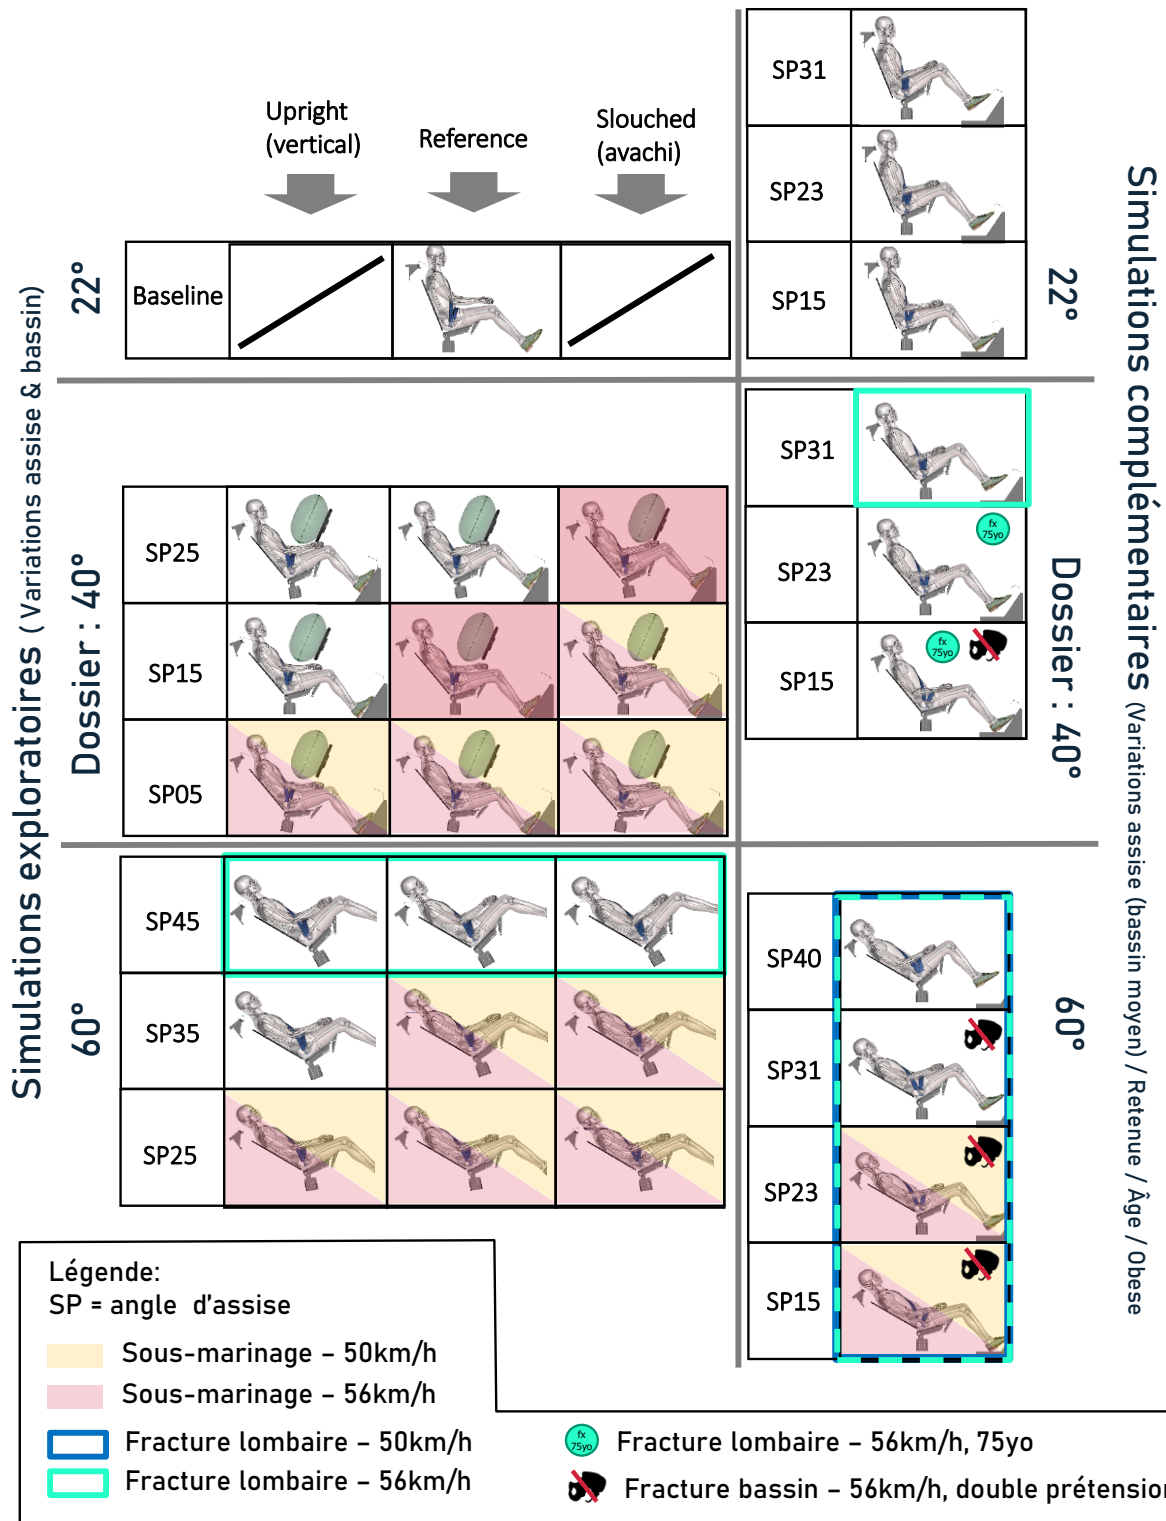 Simulations exploratoires ( Variations assise & bassin)
Upright
(vertical)
Reference
Slouched
(avachi)
22°
Baseline
Dossier : 40°
SP25
SP15
SP05
60°
SP45
SP35
SP25
Simulations complémentaires (Variations assise (bassin moyen) / Retenue / Âge / Obese
SP31
SP23
SP15
22°
SP31
SP23
fx
75yo
SP15
fx
75yo
Dossier : 40°
SP40
SP31
SP23
SP15
60°
Légende:
SP = angle d'assise
Sous-marinage – 50km/h
Sous-marinage – 56km/h
Fracture lombaire – 50km/h
Fracture lombaire – 56km/h
fx
75yo
Fracture lombaire – 56km/h, 75yo
Fracture bassin – 56km/h, double prétension